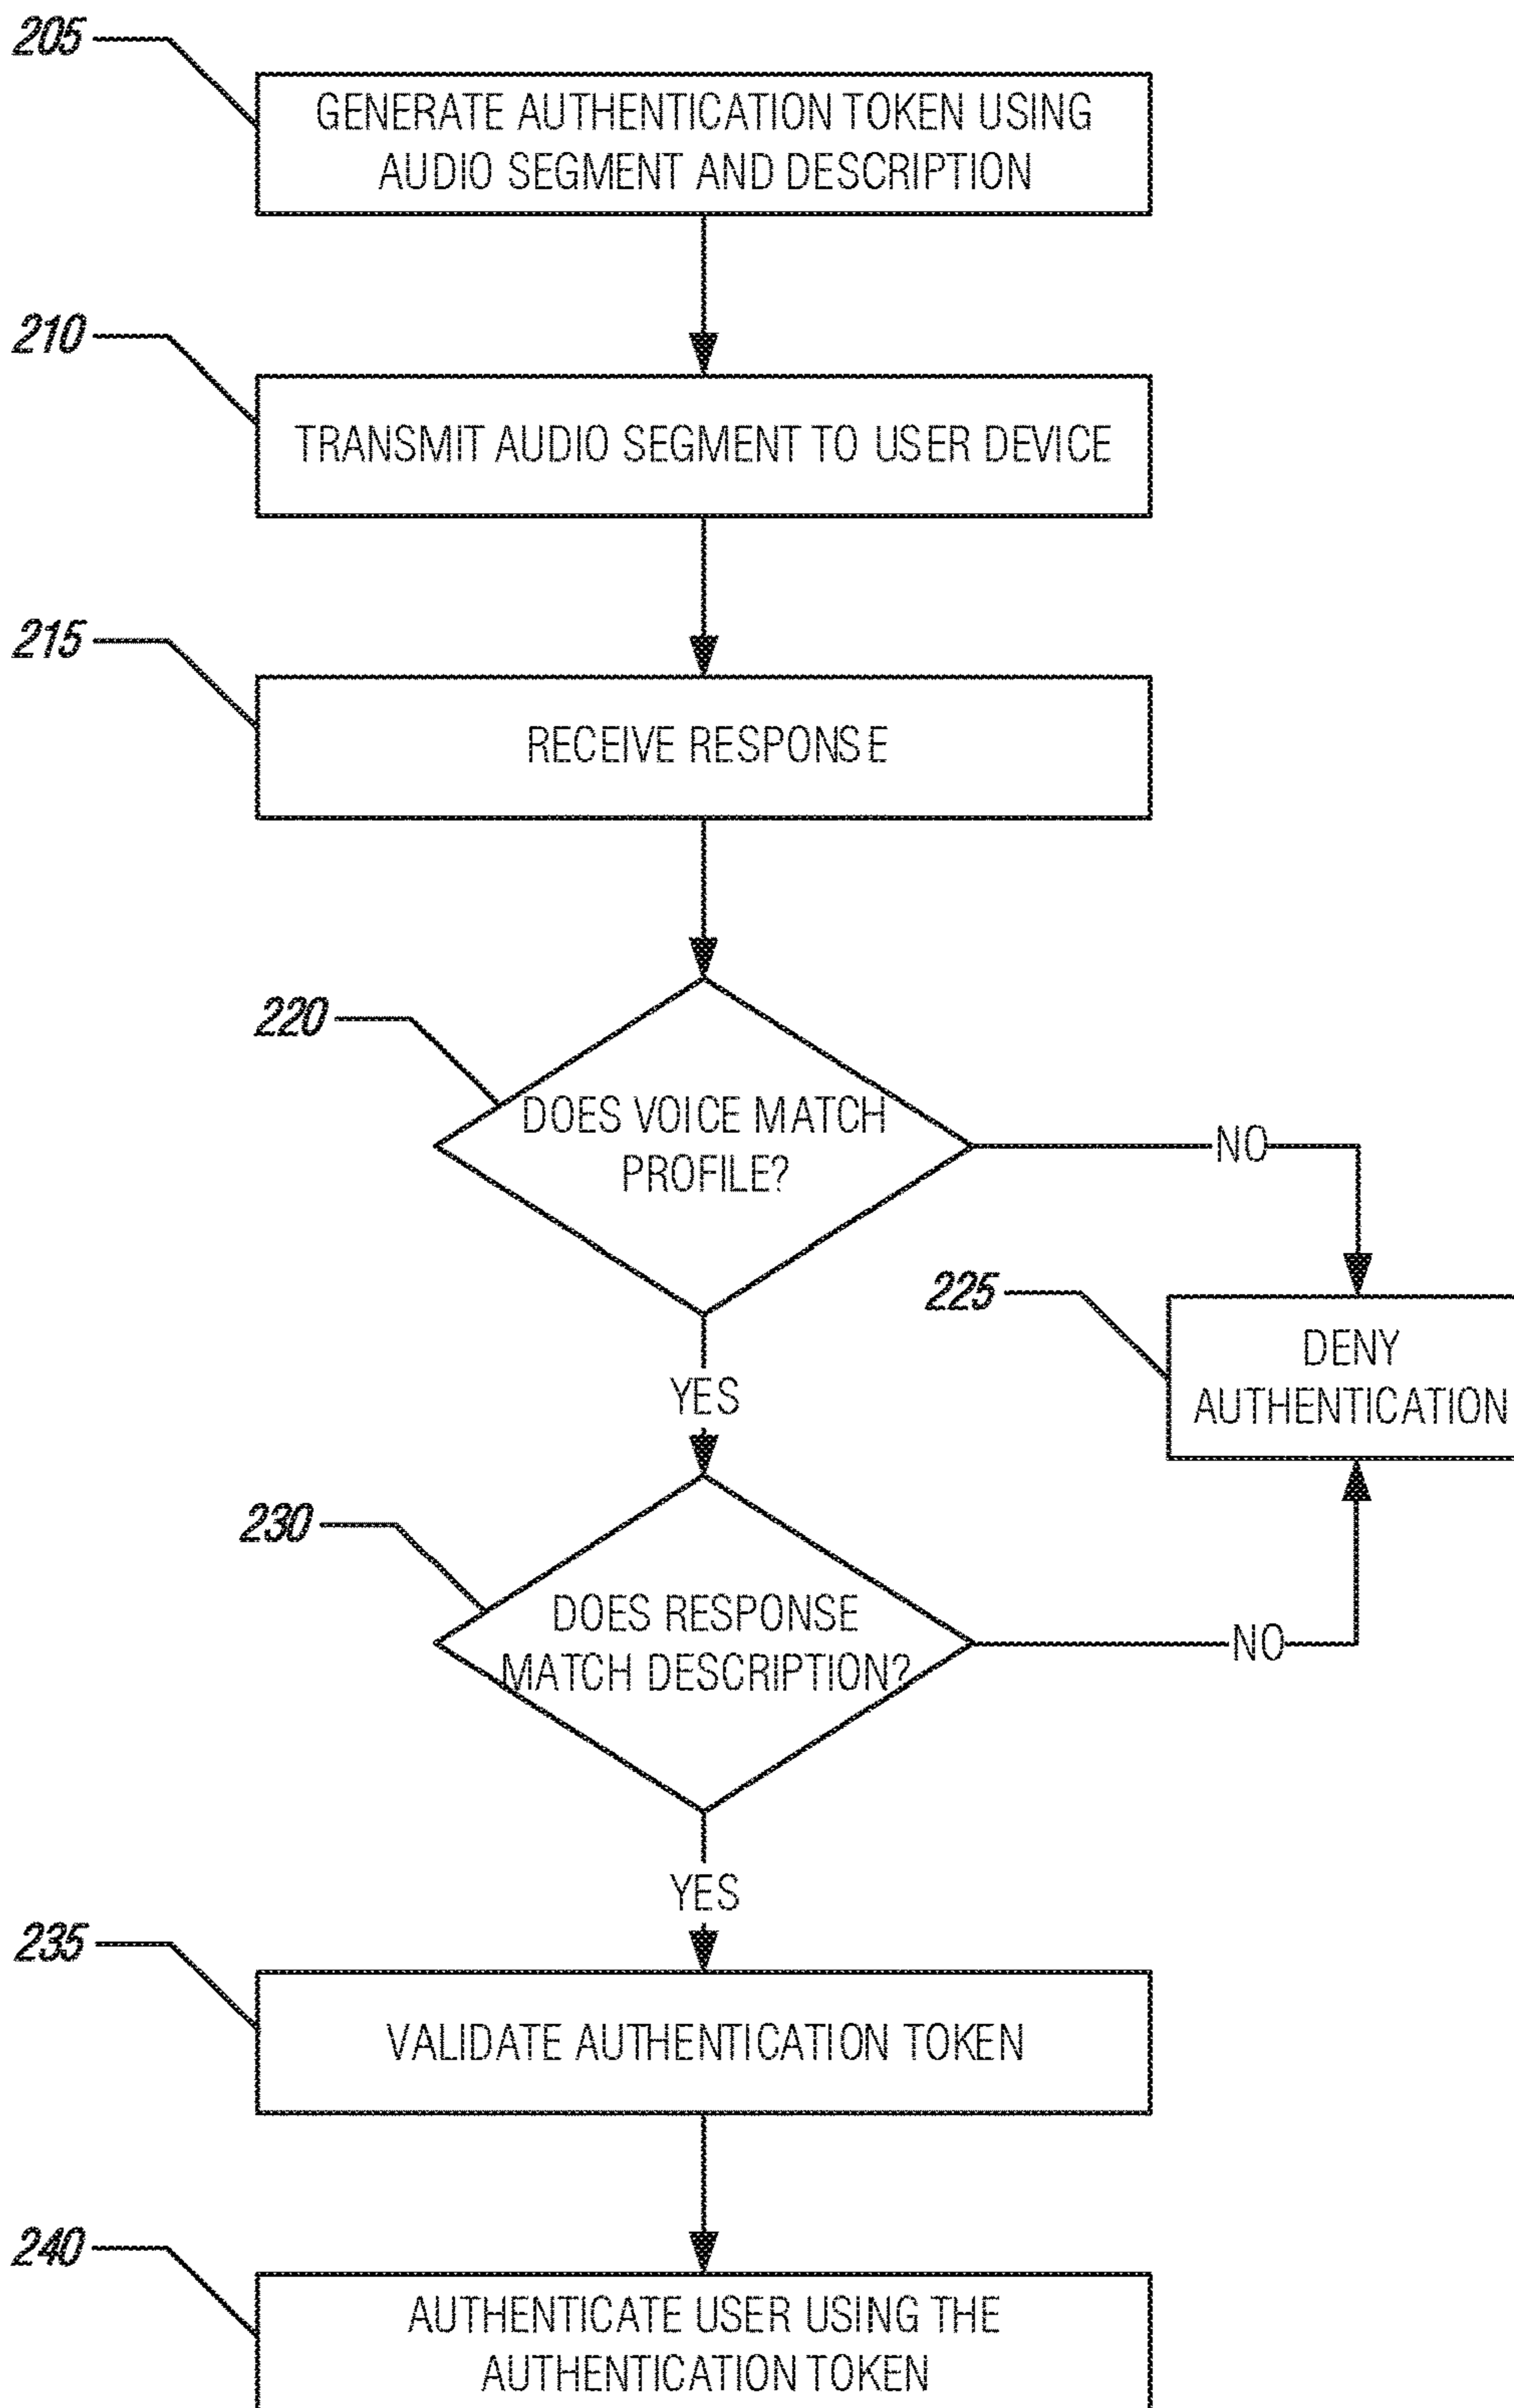 205
GENERATE AUTHENTICATION TOKEN USING
AUDIO SEGMENT AND DESCRIPTION
210
TRANSMIT AUDIO SEGMENT TO USER DEVICE
215
RECEIVE RESPONSE
220
DOES VOICE MATCH
PROFILE?
NO
225
DENY
AUTHENTICATION
YES
230
DOES RESPONSE
MATCH DESCRIPTION?
NO
YES
235
VALIDATE AUTHENTICATION TOKEN
240
AUTHENTICATE USER USING THE
AUTHENTICATION TOKEN